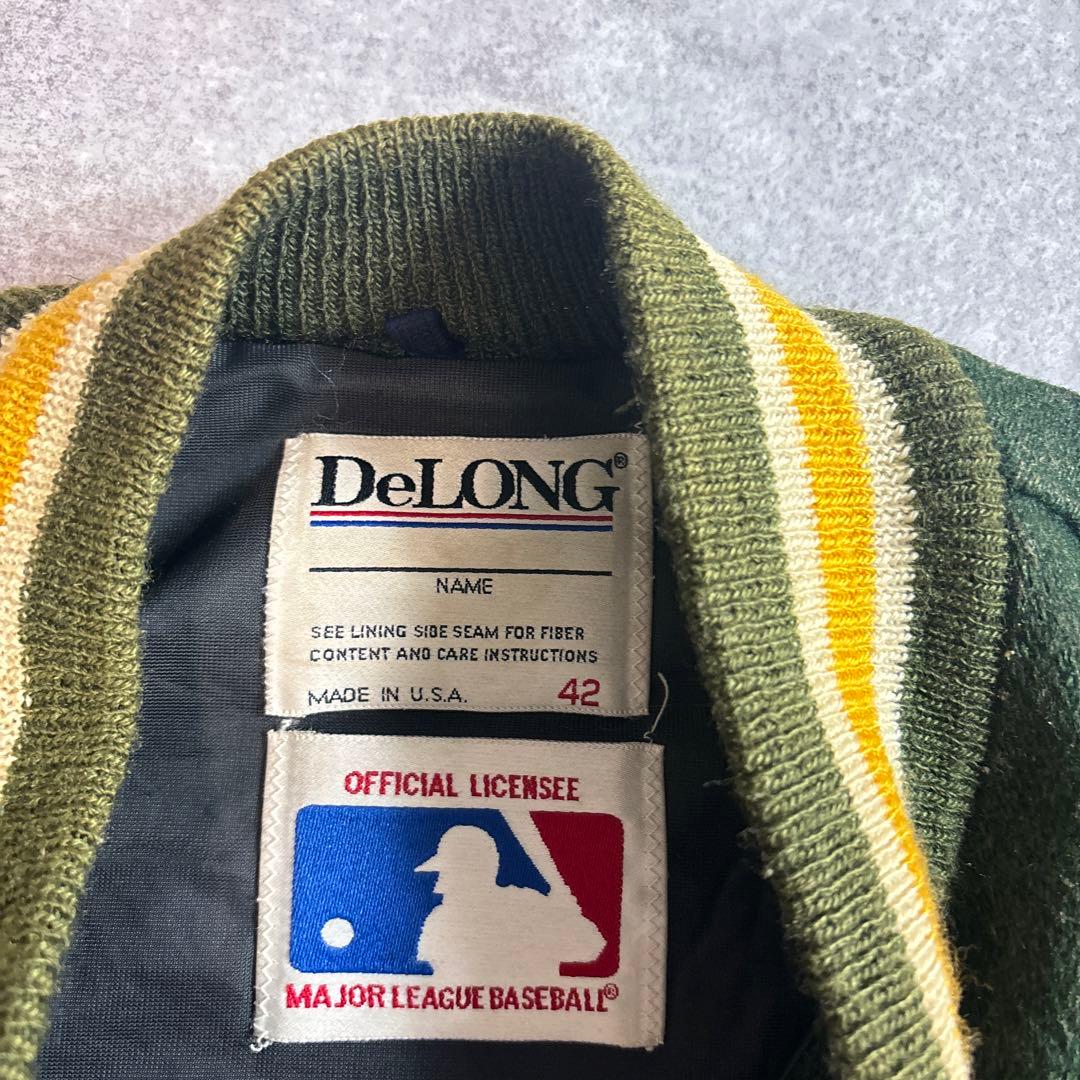 DeLONG®
NAME
SEE LINING SIDE SEAM FOR FIBER
CONTENT AND CARE INSTRUCTIONS
MADE IN U.S.A. 42
OFFICIAL LICENSEE
MAJOR LEAGUE BASEBALL®